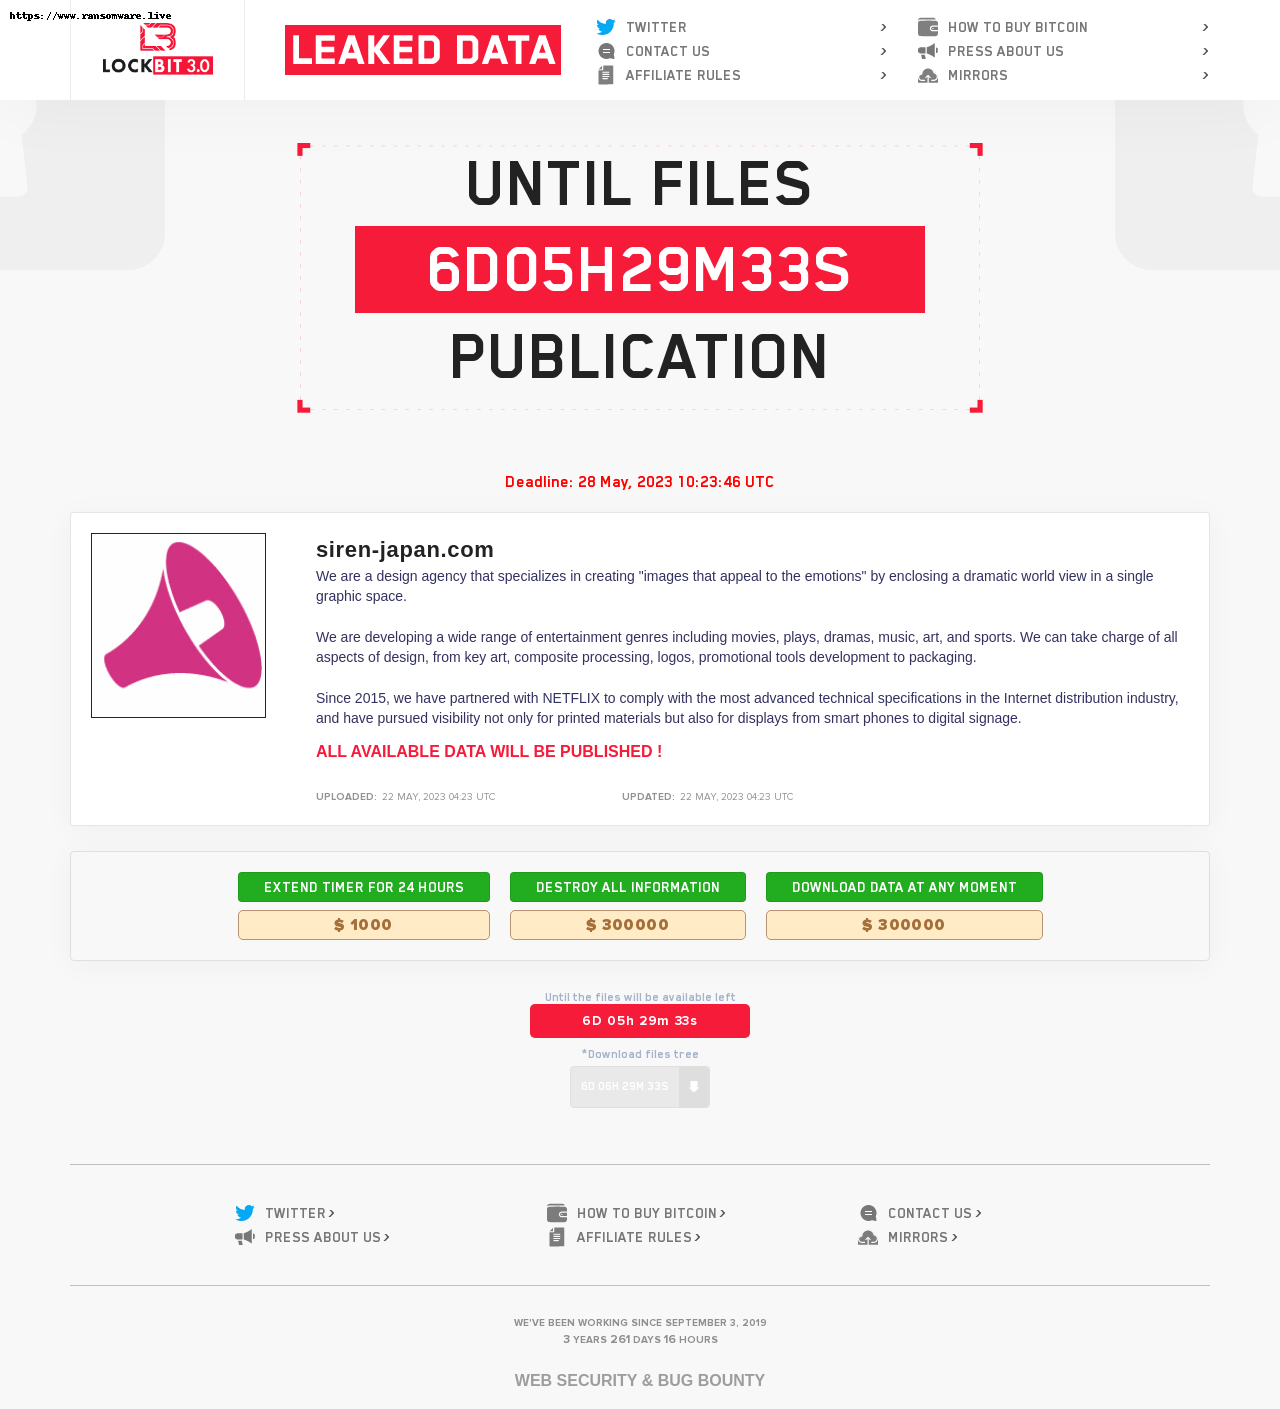 https://www.ransomware.live
LOCKBIT 3.0
LEAKED DATA
TWITTER
CONTACT US
AFFILIATE RULES
HOW TO BUY BITCOIN
PRESS ABOUT US
MIRRORS
UNTIL FILES
6D05H29M33S
PUBLICATION
Deadline: 28 May, 2023 10:23:46 UTC
siren-japan.com
We are a design agency that specializes in creating "images that appeal to the emotions" by enclosing a dramatic world view in a single
graphic space.
We are developing a wide range of entertainment genres including movies, plays, dramas, music, art, and sports. We can take charge of all
aspects of design, from key art, composite processing, logos, promotional tools development to packaging.
Since 2015, we have partnered with NETFLIX to comply with the most advanced technical specifications in the Internet distribution industry,
and have pursued visibility not only for printed materials but also for displays from smart phones to digital signage.
ALL AVAILABLE DATA WILL BE PUBLISHED !
UPLOADED: 22 MAY, 2023 04:23 UTC
UPDATED: 22 MAY, 2023 04:23 UTC
EXTEND TIMER FOR 24 HOURS
$ 1000
DESTROY ALL INFORMATION
$ 300000
DOWNLOAD DATA AT ANY MOMENT
$ 300000
Until the files will be available left
6D 05h 29m 33s
*Download files tree
6D 06H 29M 33S
TWITTER
PRESS ABOUT US
HOW TO BUY BITCOIN
AFFILIATE RULES
CONTACT US
MIRRORS
WE'VE BEEN WORKING SINCE SEPTEMBER 3, 2019
3 YEARS 261 DAYS 16 HOURS
WEB SECURITY & BUG BOUNTY